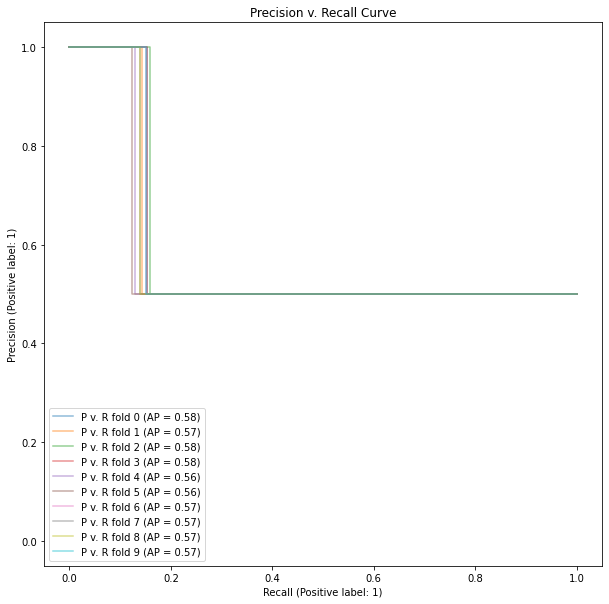 Precision v. Recall Curve
1.0
0.8
0.6
0.4
0.2
0.0
Precision (Positive label: 1)
P v. R fold 0 (AP = 0.58)
P v. R fold 1 (AP = 0.57)
P v. R fold 2 (AP = 0.58)
P v. R fold 3 (AP = 0.58)
P v. R fold 4 (AP = 0.56)
P v. R fold 5 (AP = 0.56)
P v. R fold 6 (AP = 0.57)
P v. R fold 7 (AP = 0.57)
P v. R fold 8 (AP = 0.57)
P v. R fold 9 (AP = 0.57)
0.0 0.2 0.4 0.6 0.8 1.0
Recall (Positive label: 1)